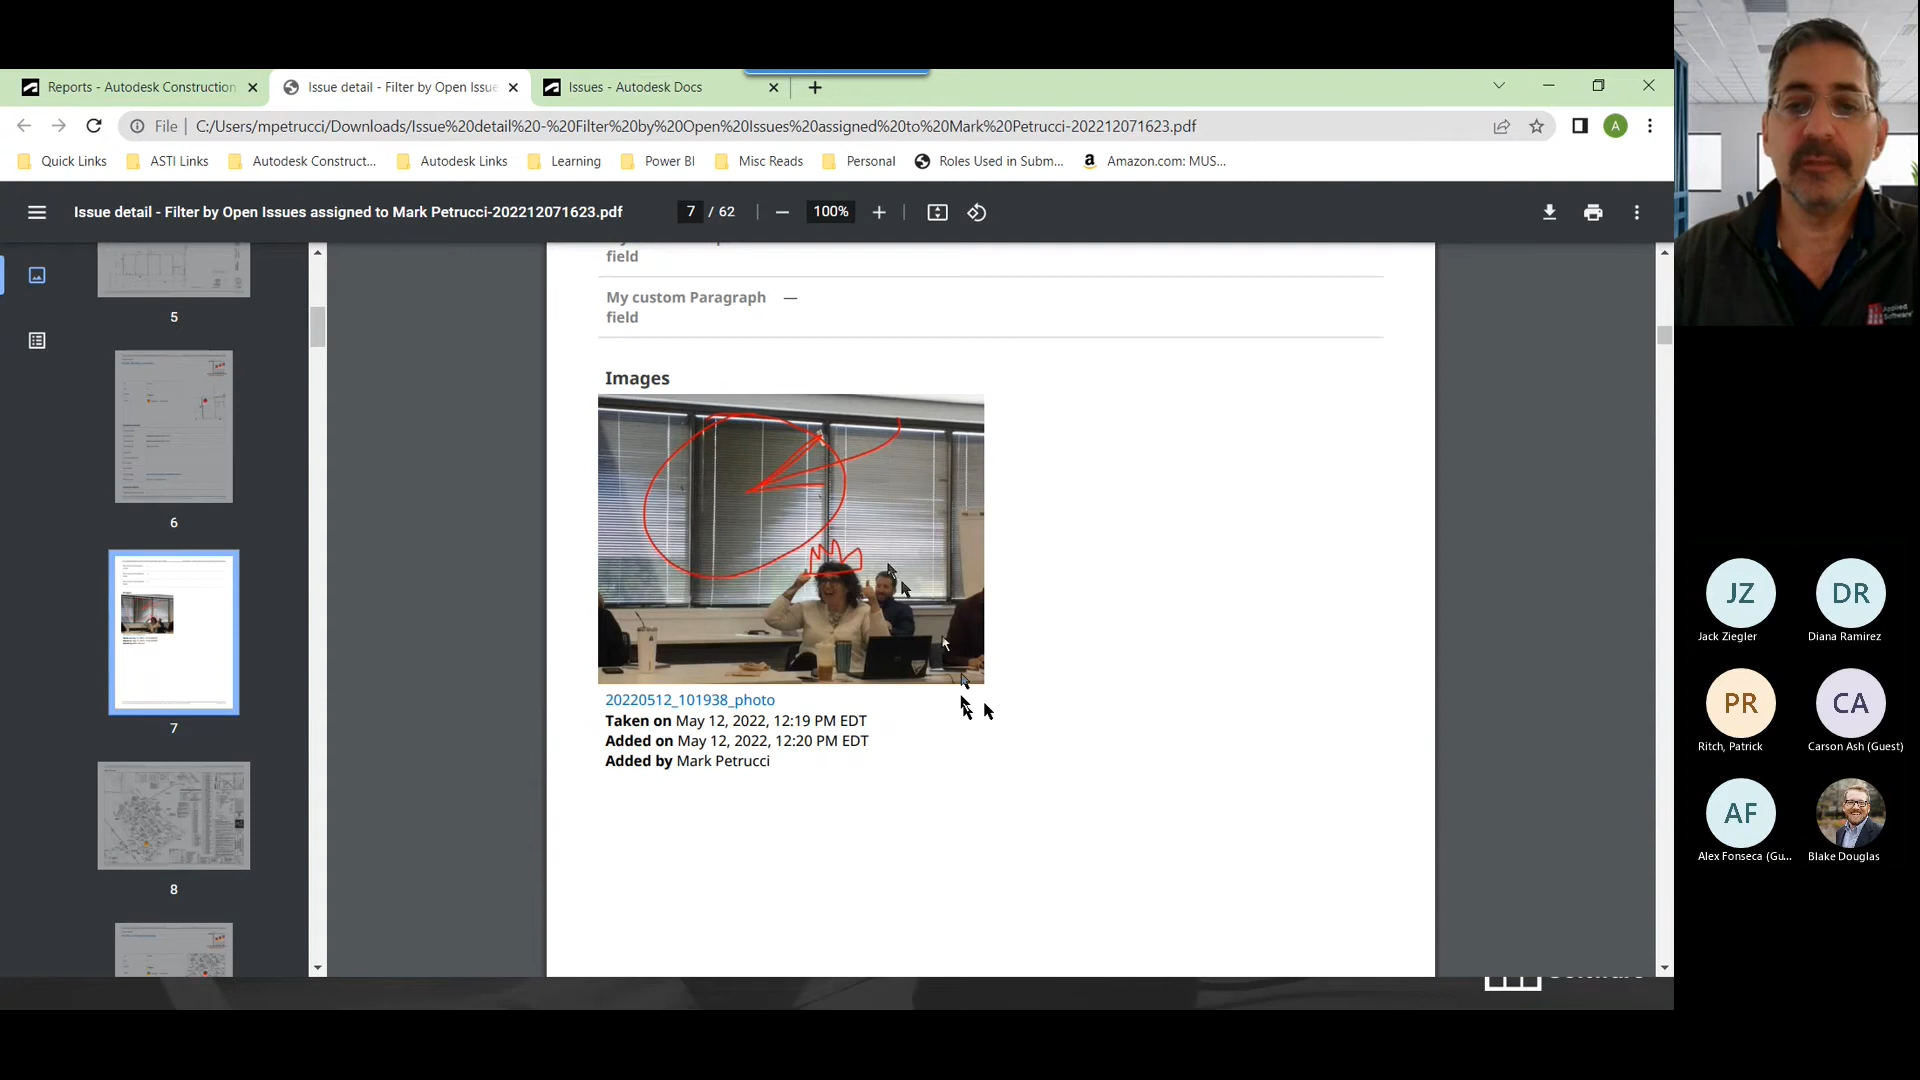 Reports - Autodesk Construction
Issue detail - Filter by Open Issue
Issues - Autodesk Docs
File | C:/Users/mpetrucci/Downloads/Issue%20detail%20-%20Filter%20by%20Open%20Issues%20assigned%20to%20Mark%20Petrucci-202212071623.pdf
A
Quick Links
ASTI Links
Autodesk Construct...
Autodesk Links
Learning
Power BI
Misc Reads
Personal
Roles Used in Subm...
Amazon.com: MUS...
Issue detail - Filter by Open Issues assigned to Mark Petrucci-202212071623.pdf
7 / 62
100%
5
6
7
8
field
My custom Paragraph —
field
Images
20220512_101938_photo
Taken on May 12, 2022, 12:19 PM EDT
Added on May 12, 2022, 12:20 PM EDT
Added by Mark Petrucci
Applied
Software
JZ
Jack Ziegler
DR
Diana Ramirez
PR
Ritch, Patrick
CA
Carson Ash (Guest)
AF
Alex Fonseca (Gu...
Blake Douglas